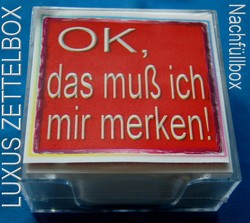 LUXUS ZETTELBOX
OK,
das muß ich
mir merken!
Nachfüllbox